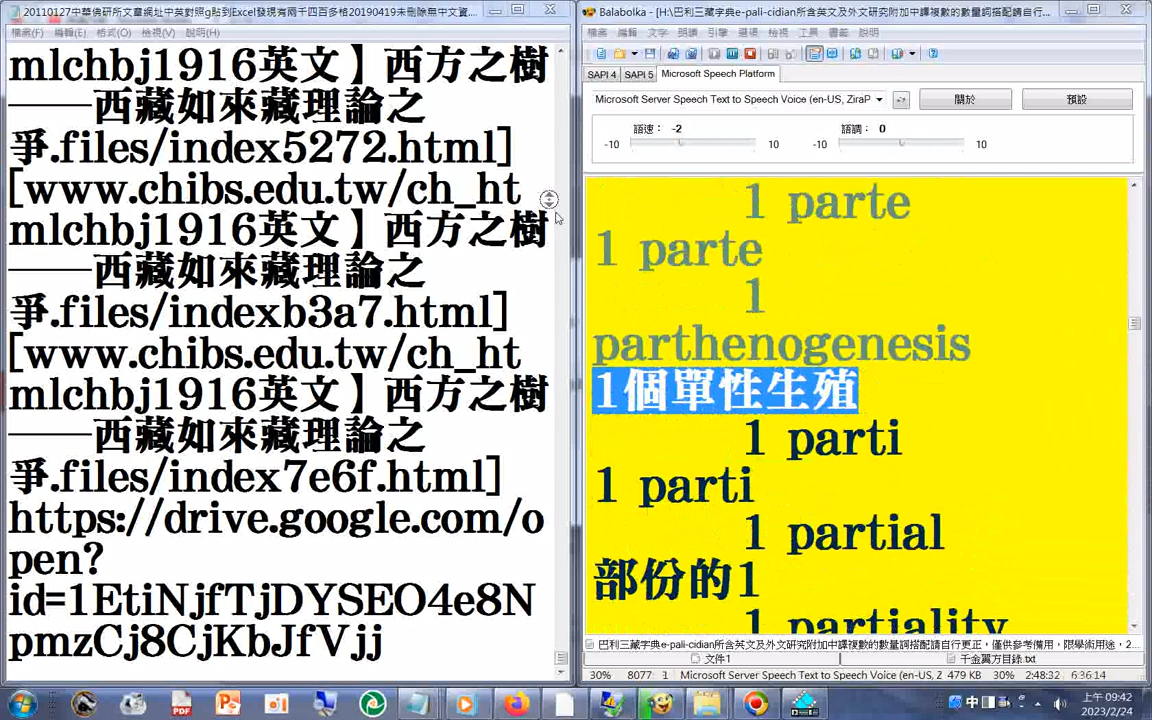 20110127中華佛研所文章網址中英對照g貼到Excel發現有兩千四百多格20190419未刪除無中文資...
檔案(F) 編輯(E) 格式(O) 檢視(V) 說明(H)
mlchbj1916英文】西方之樹
——西藏如來藏理論之
爭.files/index5272.html]
[www.chibs.edu.tw/ch_ht
mlchbj1916英文】西方之樹
——西藏如來藏理論之
爭.files/indexb3a7.html]
[www.chibs.edu.tw/ch_ht
mlchbj1916英文】西方之樹
——西藏如來藏理論之
爭.files/index7e6f.html]
https://drive.google.com/o
pen?
id=1EtiNjfTjDYSEO4e8N
pmzCj8CjKbJfVjj
Balabolka - [H:\巴利三藏字典e-pali-cidian所含英文及外文研究附加中譯複數的數量詞搭配請自行...
檔案 編輯 文字 朗讀 引擎 選項 檢視 工具 書籤 說明
SAPI 4 SAPI 5 Microsoft Speech Platform
Microsoft Server Speech Text to Speech Voice (en-US, ZiraP
關於 預設
語速： -2 語調： 0
-10 10 -10 10
1 parte
1 parte
1
parthenogenesis
1個單性生殖
1 parti
1 parti
1 partial
部份的1
1 partiality
巴利三藏字典e-pali-cidian所含英文及外文研究附加中譯複數的數量詞搭配請自行更正，僅供參考備用，限學術用途，2...
文件1 千金翼方目錄.txt
30% 8077: 1 Microsoft Server Speech Text to Speech Voice (en-US, Z 479 KB 30% 2:48:32 6:36:14
PDF
中
上午 09:42
2023/2/24